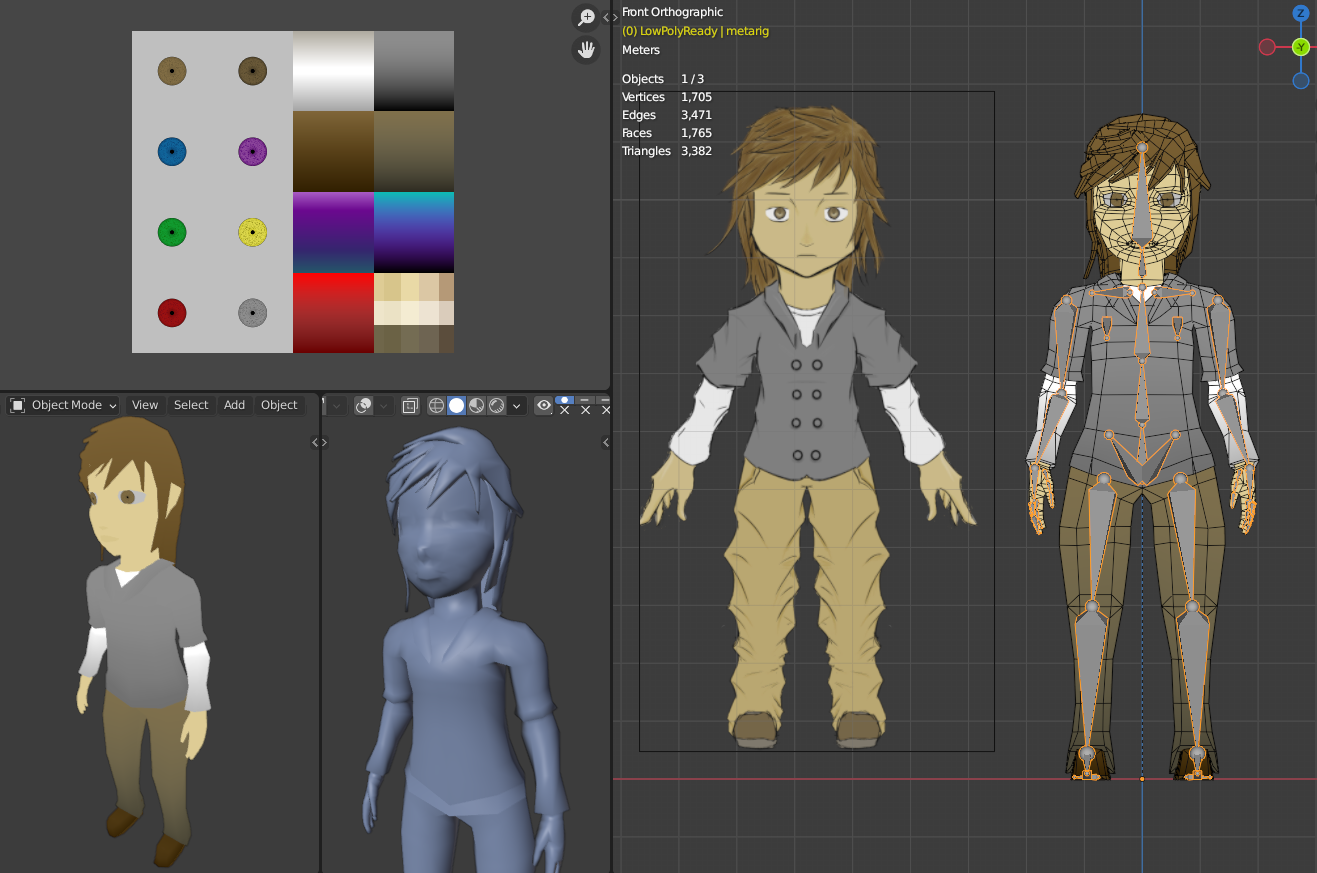 Front Orthographic
(0) LowPolyReady | metarig
Meters
Objects 1 / 3
Vertices 1,705
Edges 3,471
Faces 1,765
Triangles 3,382
Z
-Y
Object Mode View Select Add Object